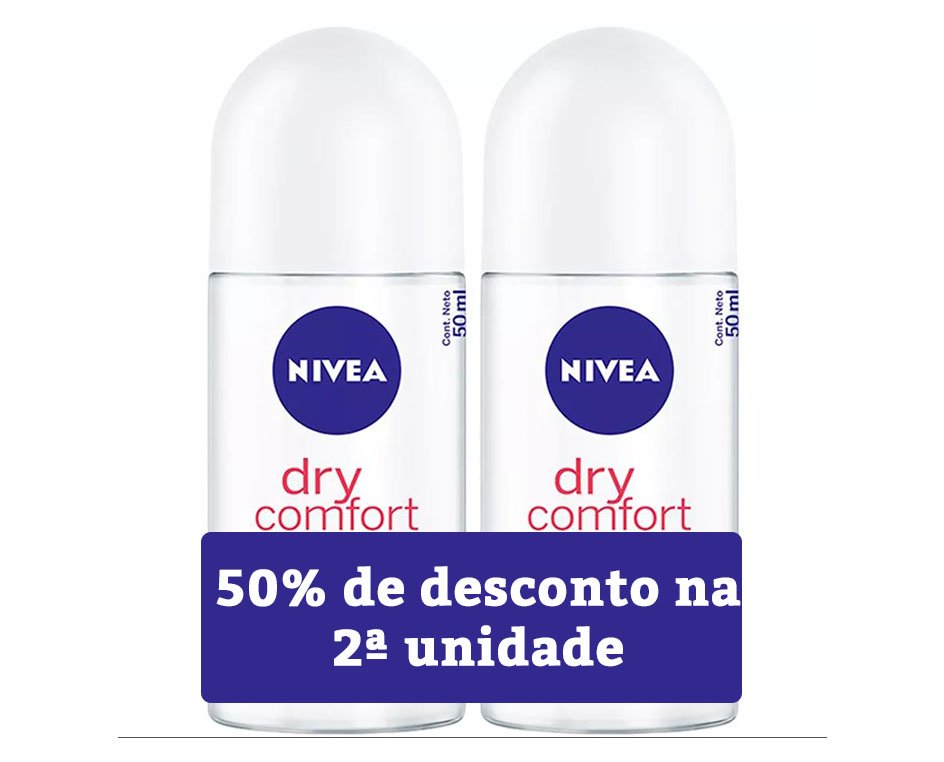 Cont. Neto
50 ml
NIVEA
dry
comfort
Cont. Neto
50 ml
NIVEA
dry
comfort
50% de desconto na
2ª unidade